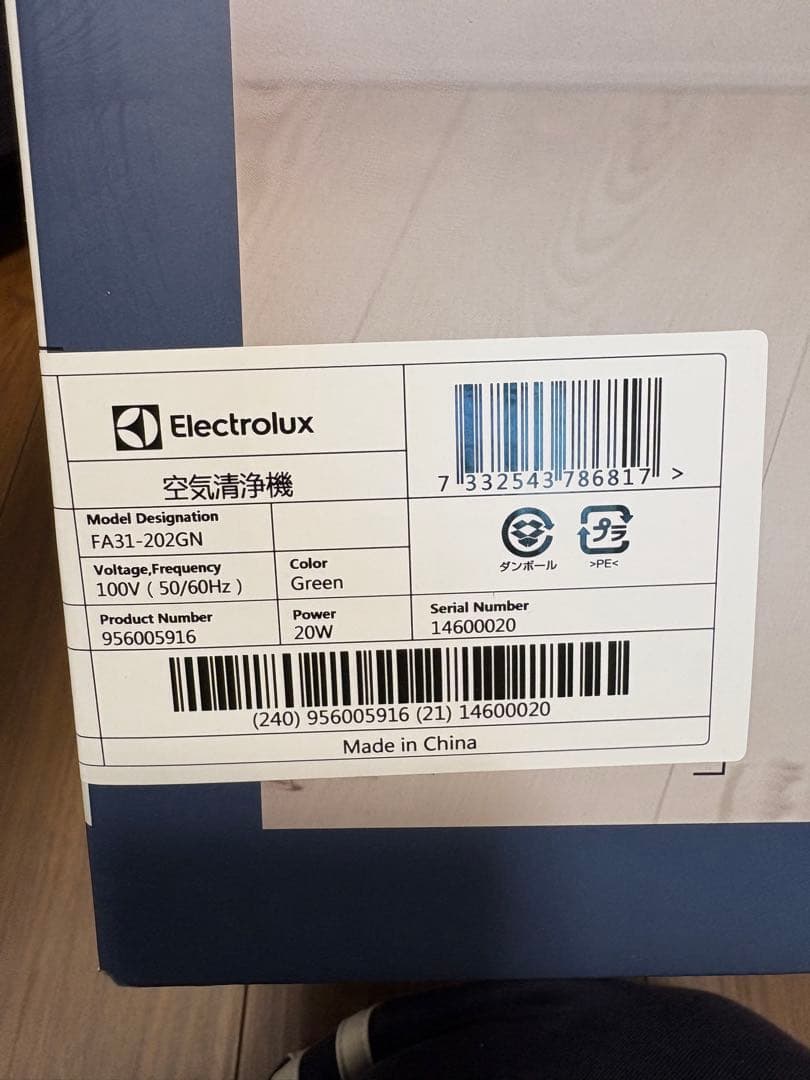 Electrolux
空気清浄機
Model Designation
FA31-202GN
Voltage,Frequency
100V ( 50/60Hz )
Color
Green
Product Number
956005916
Power
20W
7 332543 786817 >
ダンボール
プラ
>PE<
Serial Number
14600020
(240) 956005916 (21) 14600020
Made in China